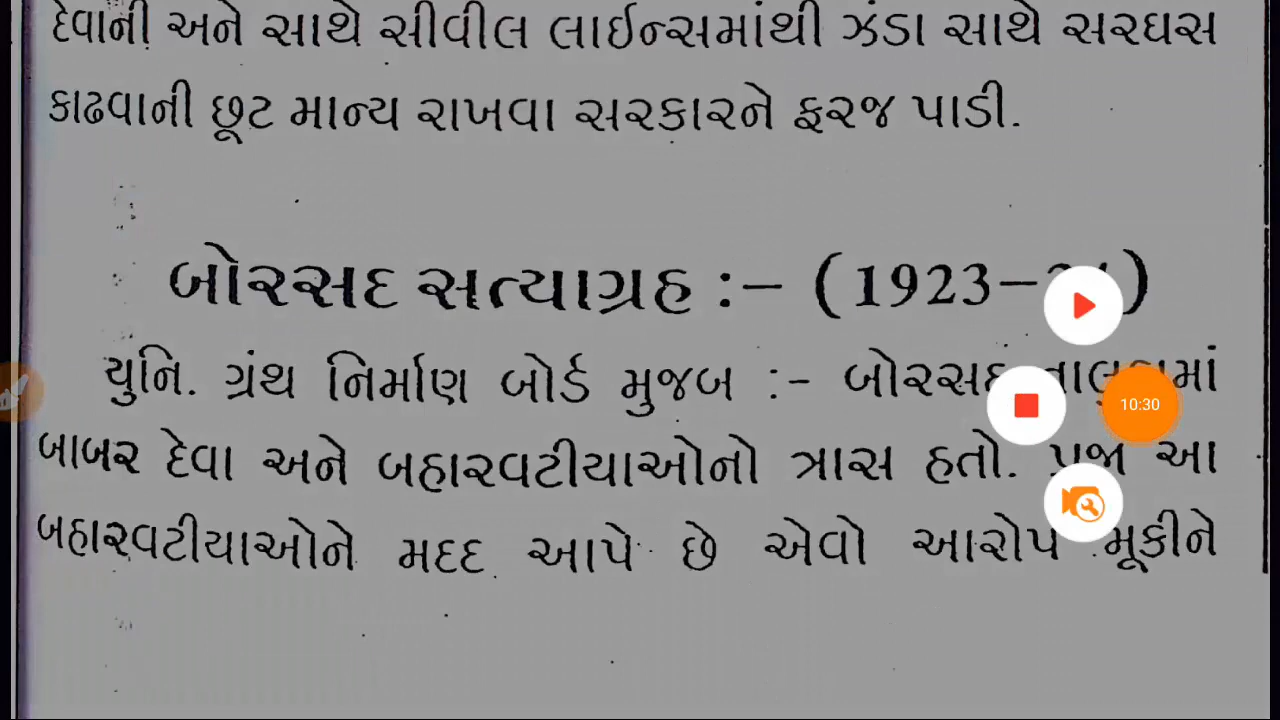 દેવાની અને સાથે સીવીલ લાઈન્સમાંથી ઝંડા સાથે સરઘસ
કાઢવાની છૂટ માન્ય રાખવા સરકારને ફરજ પાડી.
બોરસદ સત્યાગ્રહ :– (1923–
યુનિ. ગ્રંથ નિર્માણ બોર્ડ મુજબ :- બોરસદ
10:30
બાબર દેવા અને બહારવટીયાઓનો ત્રાસ હતો. પ્રજા આ
બહારવટીયાઓને મદદ આપે છે એવો આરોપ મૂકીને